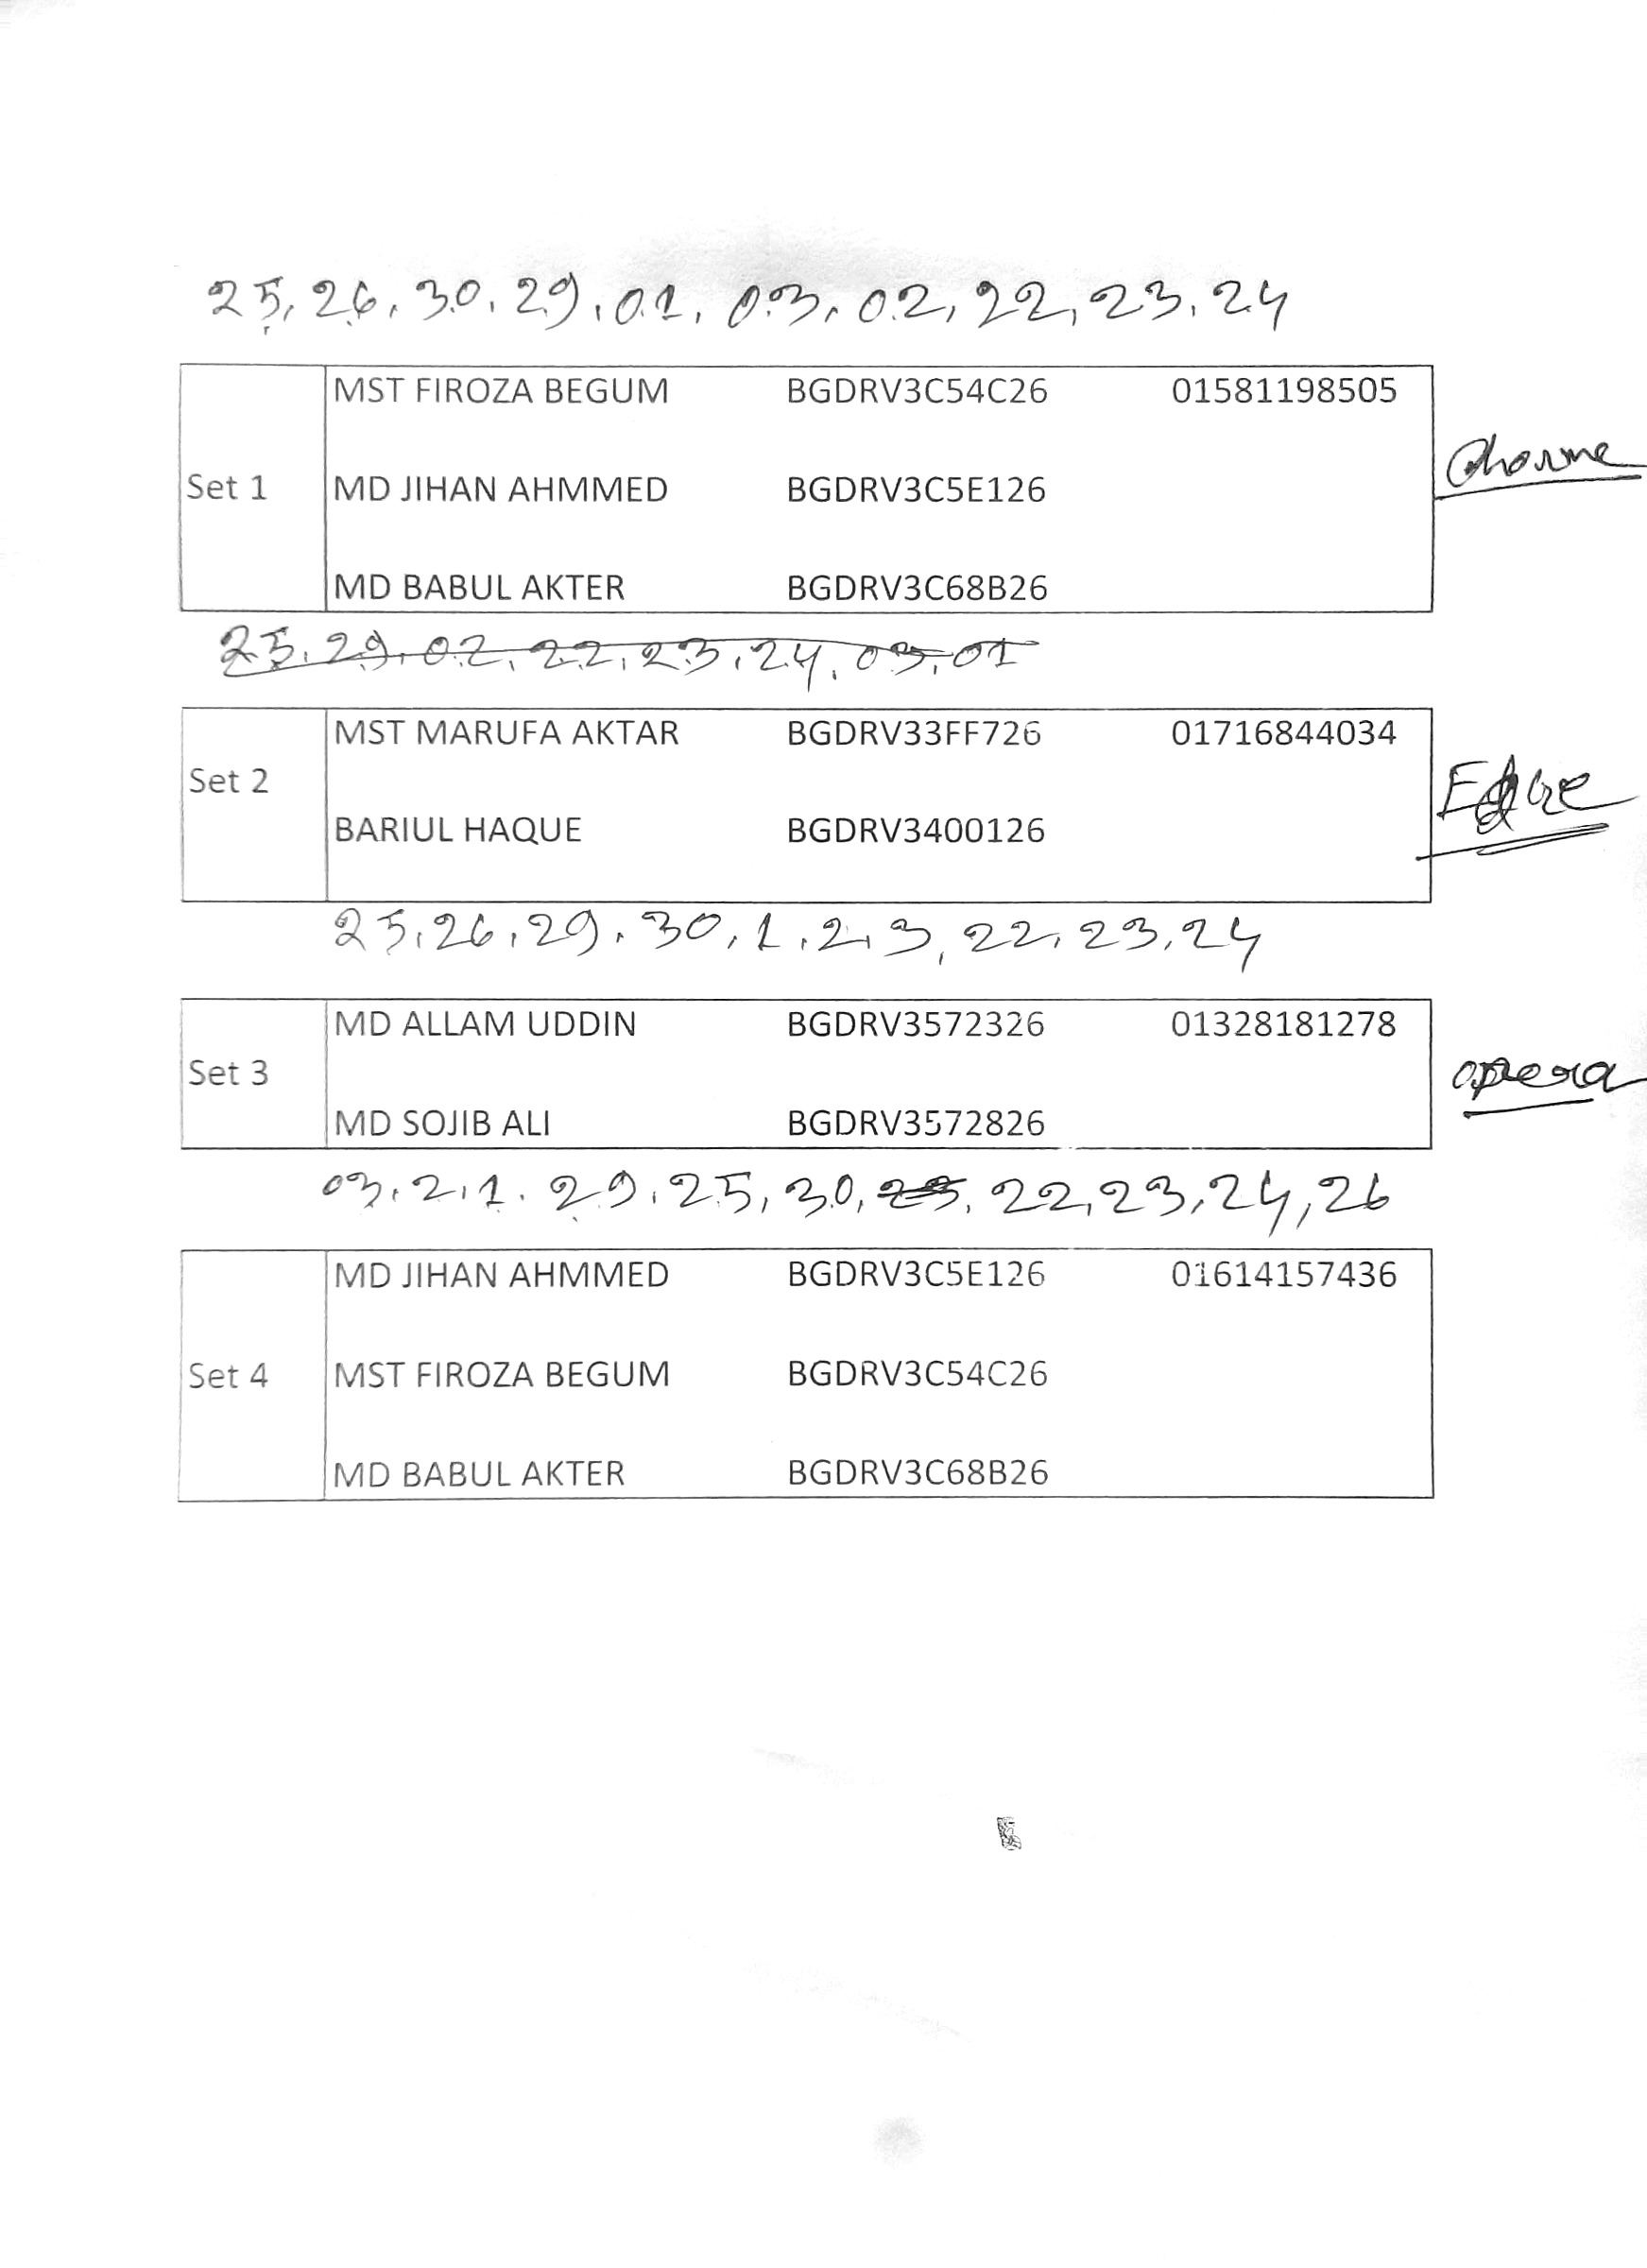 25, 26, 30, 29, 01, 03, 02, 22, 23, 24
MST FIROZA BEGUM BGDRV3C54C26 01581198505
Set 1 MD JIHAN AHMMED BGDRV3C5E126
MD BABUL AKTER BGDRV3C68B26
25, 29, 02, 22, 23, 24, 03, 01
MST MARUFA AKTAR BGDRV33FF726 01716844034
Set 2
BARIUL HAQUE BGDRV3400126
25, 26, 29, 30, 1, 2, 3, 22, 23, 24
MD ALLAM UDDIN BGDRV3572326 01328181278
Set 3 opera
MD SOJIB ALI BGDRV3572826
03, 2, 1, 29, 25, 30, 22, 23, 24, 26
MD JIHAN AHMMED BGDRV3C5E126 01614157436
Set 4 MST FIROZA BEGUM BGDRV3C54C26
MD BABUL AKTER BGDRV3C68B26